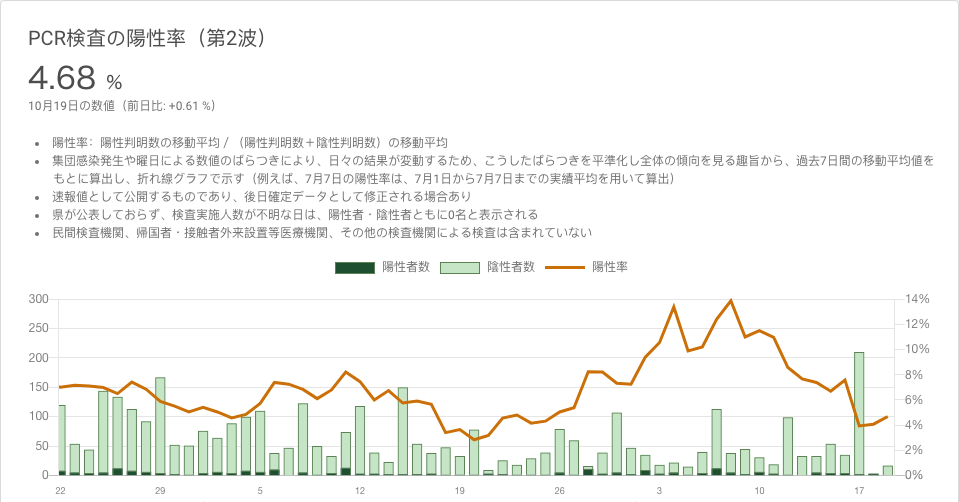 PCR検査の陽性率（第2波）
4.68 %
10月19日の数値（前日比: +0.61 %）
• 陽性率：陽性判明数の移動平均 / （陽性判明数＋陰性判明数）の移動平均
• 集団感染発生や曜日による数値のばらつきにより、日々の結果が変動するため、こうしたばらつきを平準化し全体の傾向を見る趣旨から、過去7日間の移動平均値を
もとに算出し、折れ線グラフで示す（例えば、7月7日の陽性率は、7月1日から7月7日までの実績平均を用いて算出）
• 速報値として公開するものであり、後日確定データとして修正される場合あり
• 県が公表しておらず、検査実施人数が不明な日は、陽性者・陰性者ともに0名と表示される
• 民間検査機関、帰国者・接触者外来設置等医療機関、その他の検査機関による検査は含まれていない
陽性者数 陰性者数 陽性率
300 14%
250 12%
200 10%
150 8%
100 6%
50 4%
0 2%
0%
22 29 5 12 19 26 3 10 17